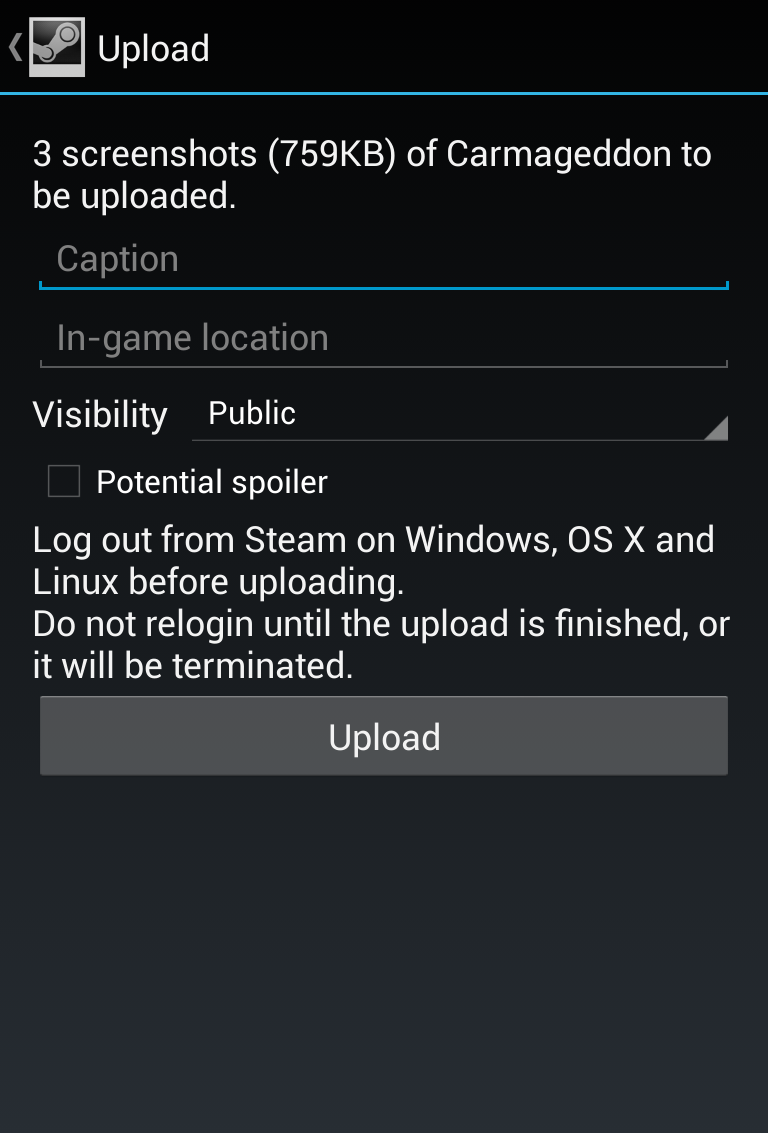 Upload
3 screenshots (759KB) of Carmageddon to
be uploaded.
Caption
In-game location
Visibility
Public
Potential spoiler
Log out from Steam on Windows, OS X and
Linux before uploading.
Do not relogin until the upload is finished, or
it will be terminated.
Upload